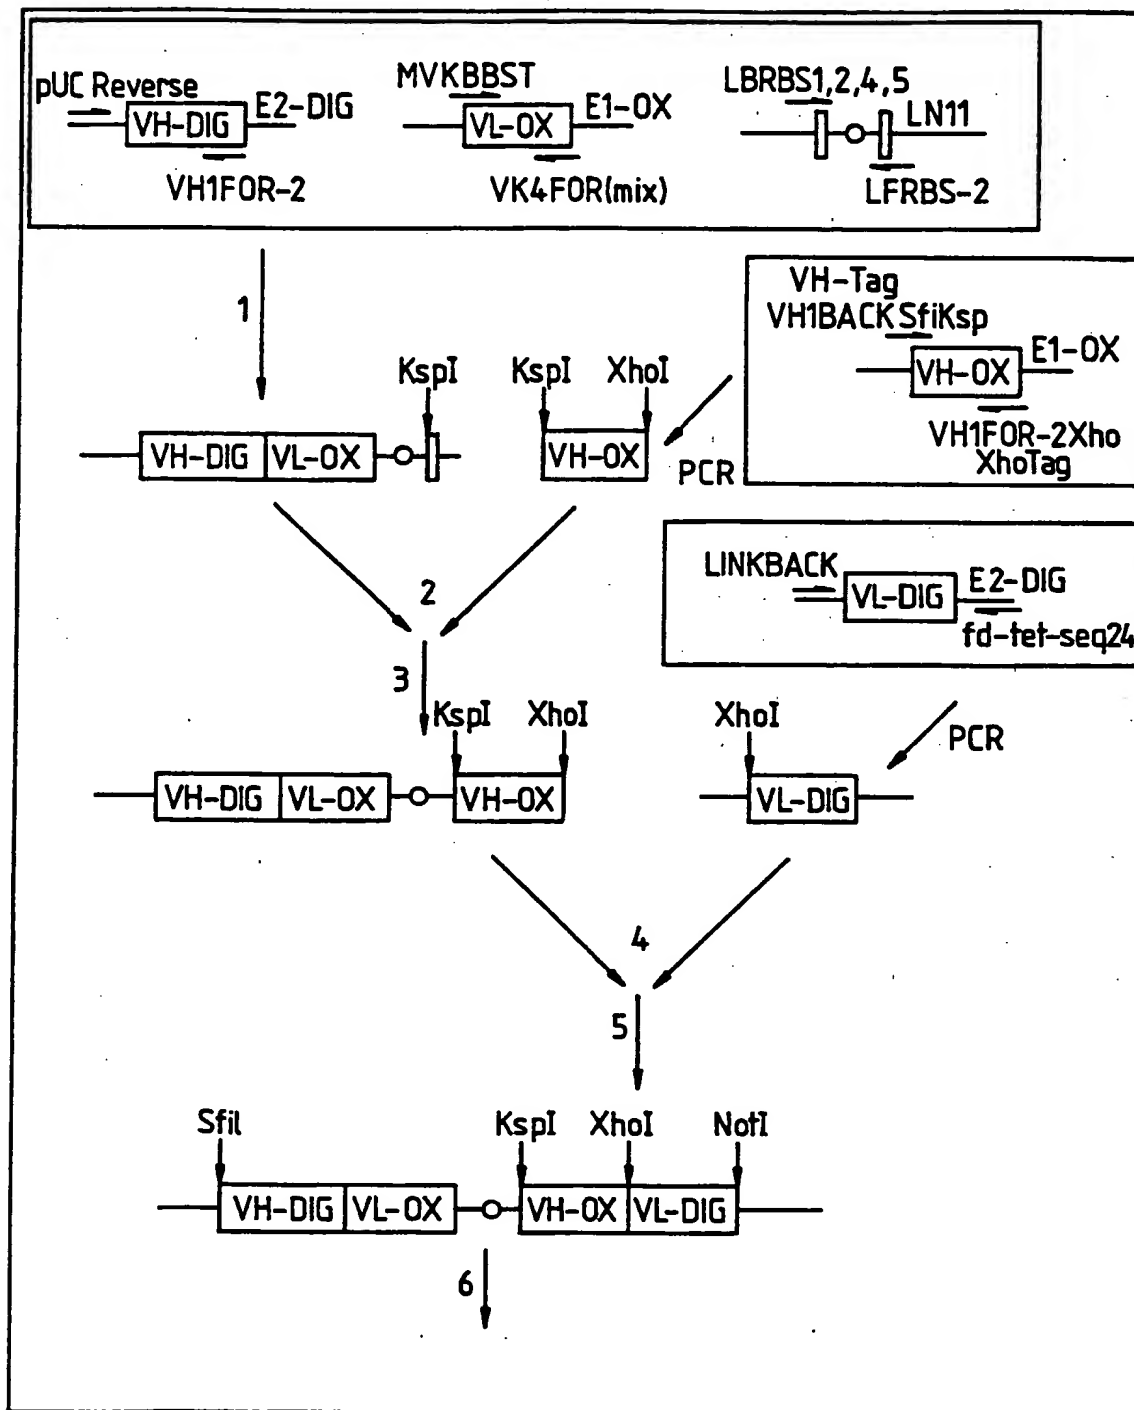 pUC Reverse
VH-DIG
E2-DIG
VH1FOR-2
MVKBBST
VL-OX
E1-OX
VK4FOR(mix)
LBRBS1,2,4,5
LN11
LFRBS-2
1
VH-Tag
VH1BACKSfiKsp
VH-OX
E1-OX
VH1FOR-2Xho
XhoTag
KspI
KspI
XhoI
VH-DIG
VL-OX
VH-OX
PCR
2
LINKBACK
VL-DIG
E2-DIG
fd-tet-seq24
3
KspI
XhoI
XhoI
PCR
VH-DIG
VL-OX
VH-OX
VL-DIG
4
5
SfiI
KspI
XhoI
NotI
VH-DIG
VL-OX
VH-OX
VL-DIG
6